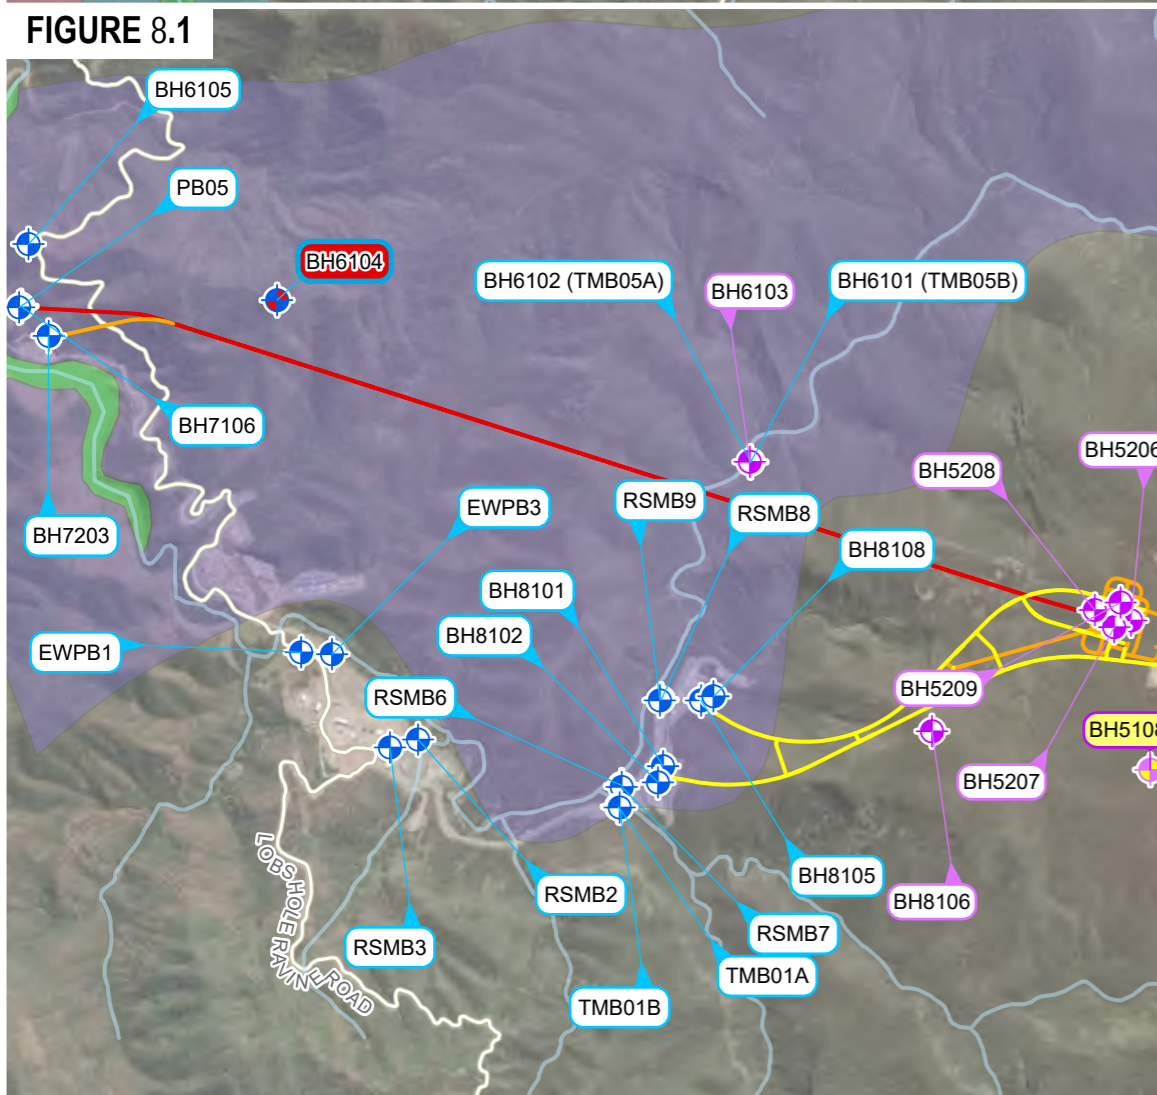 FIGURE 8.1
BH6105
PB05
BH6104
BH6102 (TMB05A)
BH6103
BH6101 (TMB05B)
BH7106
BH7203
EWPB3
RSMB9
RSMB8
BH8108
BH5208
BH5206
BH8101
BH8102
EWPB1
RSMB6
BH5209
BH5108
BH5207
BH8105
BH8106
RSMB2
RSMB3
RSMB7
TMB01A
TMB01B
LOBS HOLE RAVINE ROAD